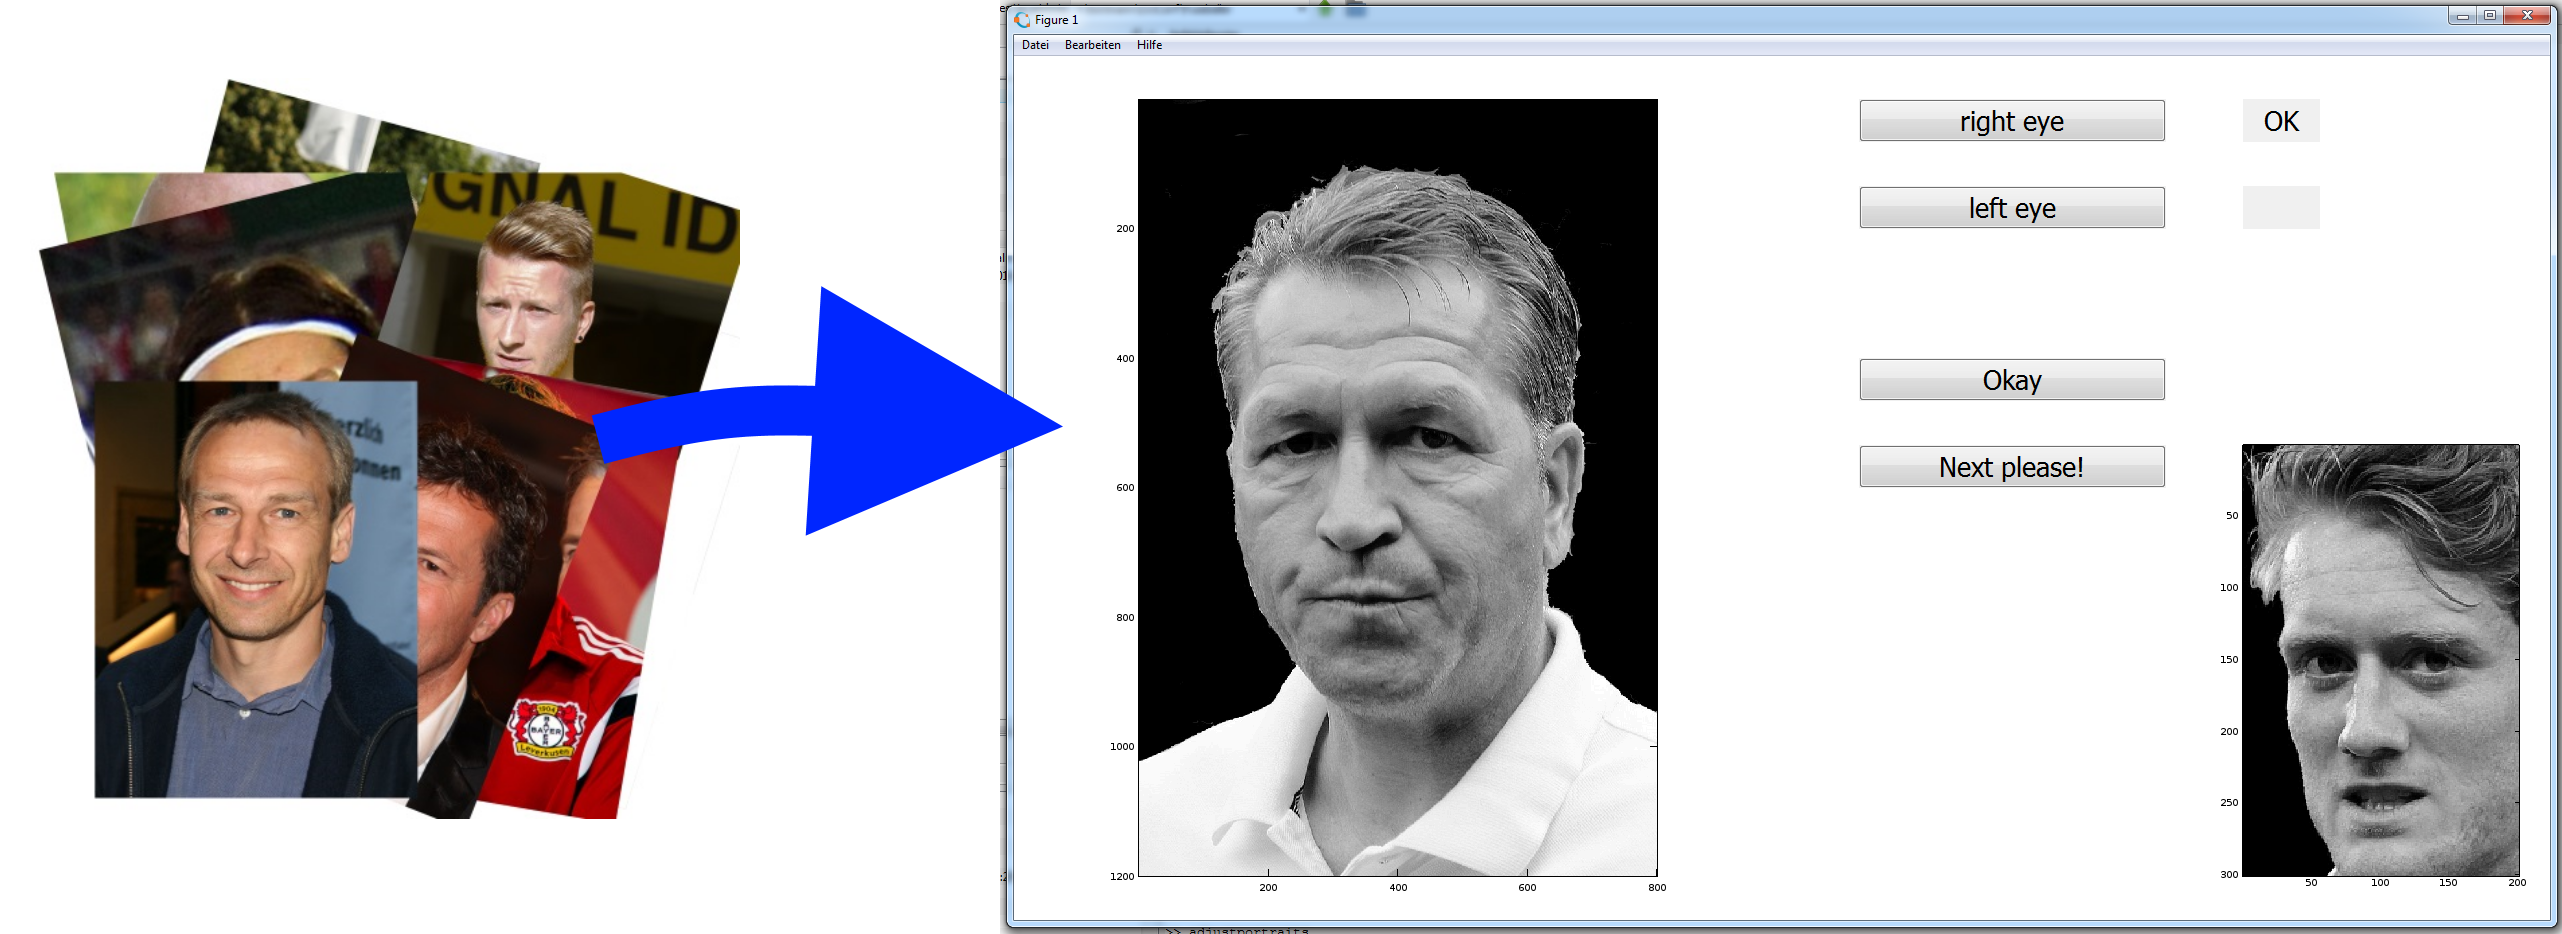 Figure 1
Datei Bearbeiten Hilfe
GNAL ID
erzlich
onnen
1904
BAYER
Leverkusen
right eye
OK
left eye
Okay
Next please!
200
400
600
800
1000
1200
200 400 600 800
50
100
150
200
250
300
50 100 150 200
>> adjustportraits